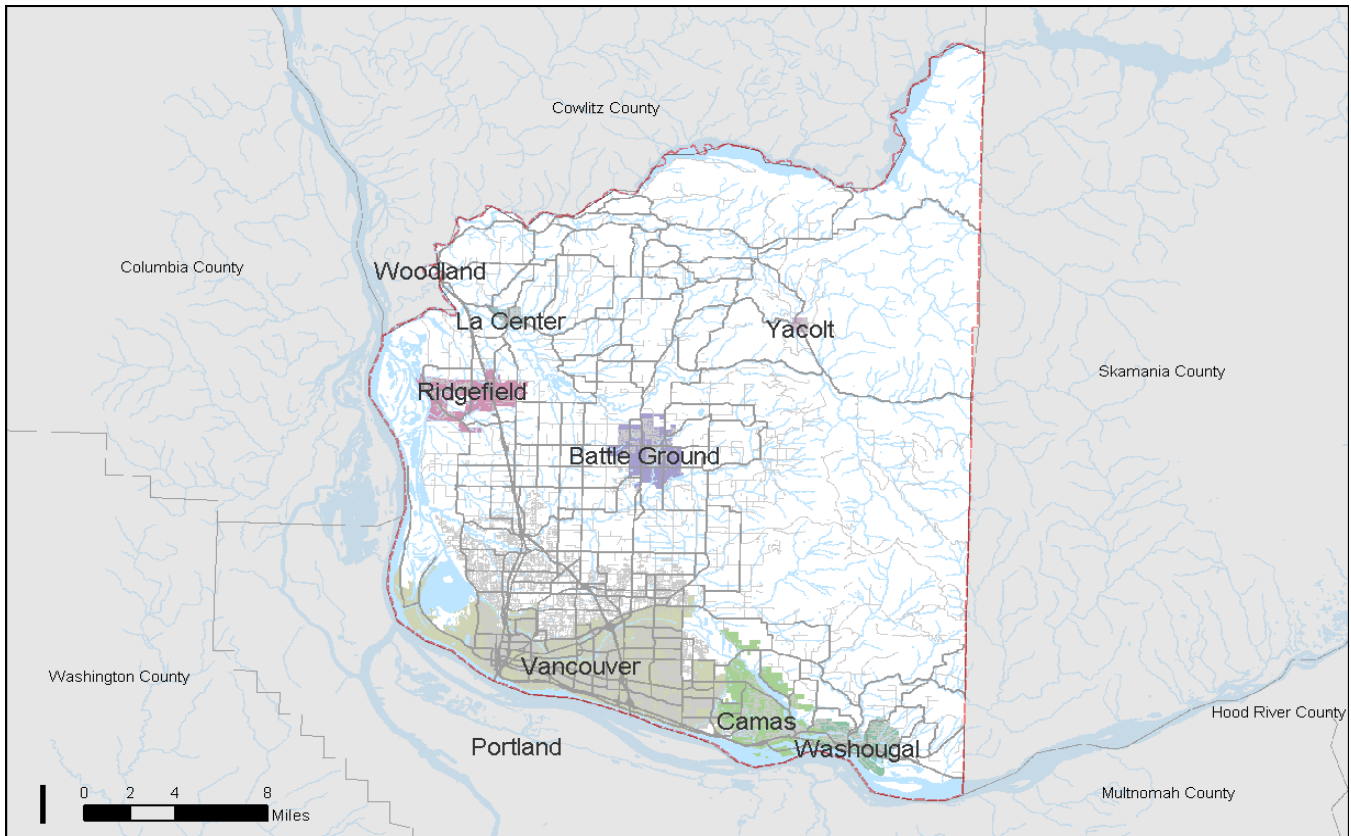 Cowlitz County
Columbia County
Woodland
La Center
Yacolt
Skamania County
Ridgefield
Battle Ground
Vancouver
Washington County
Camas
Hood River County
Portland
Washougal
0 2 4 8
Miles
Multnomah County